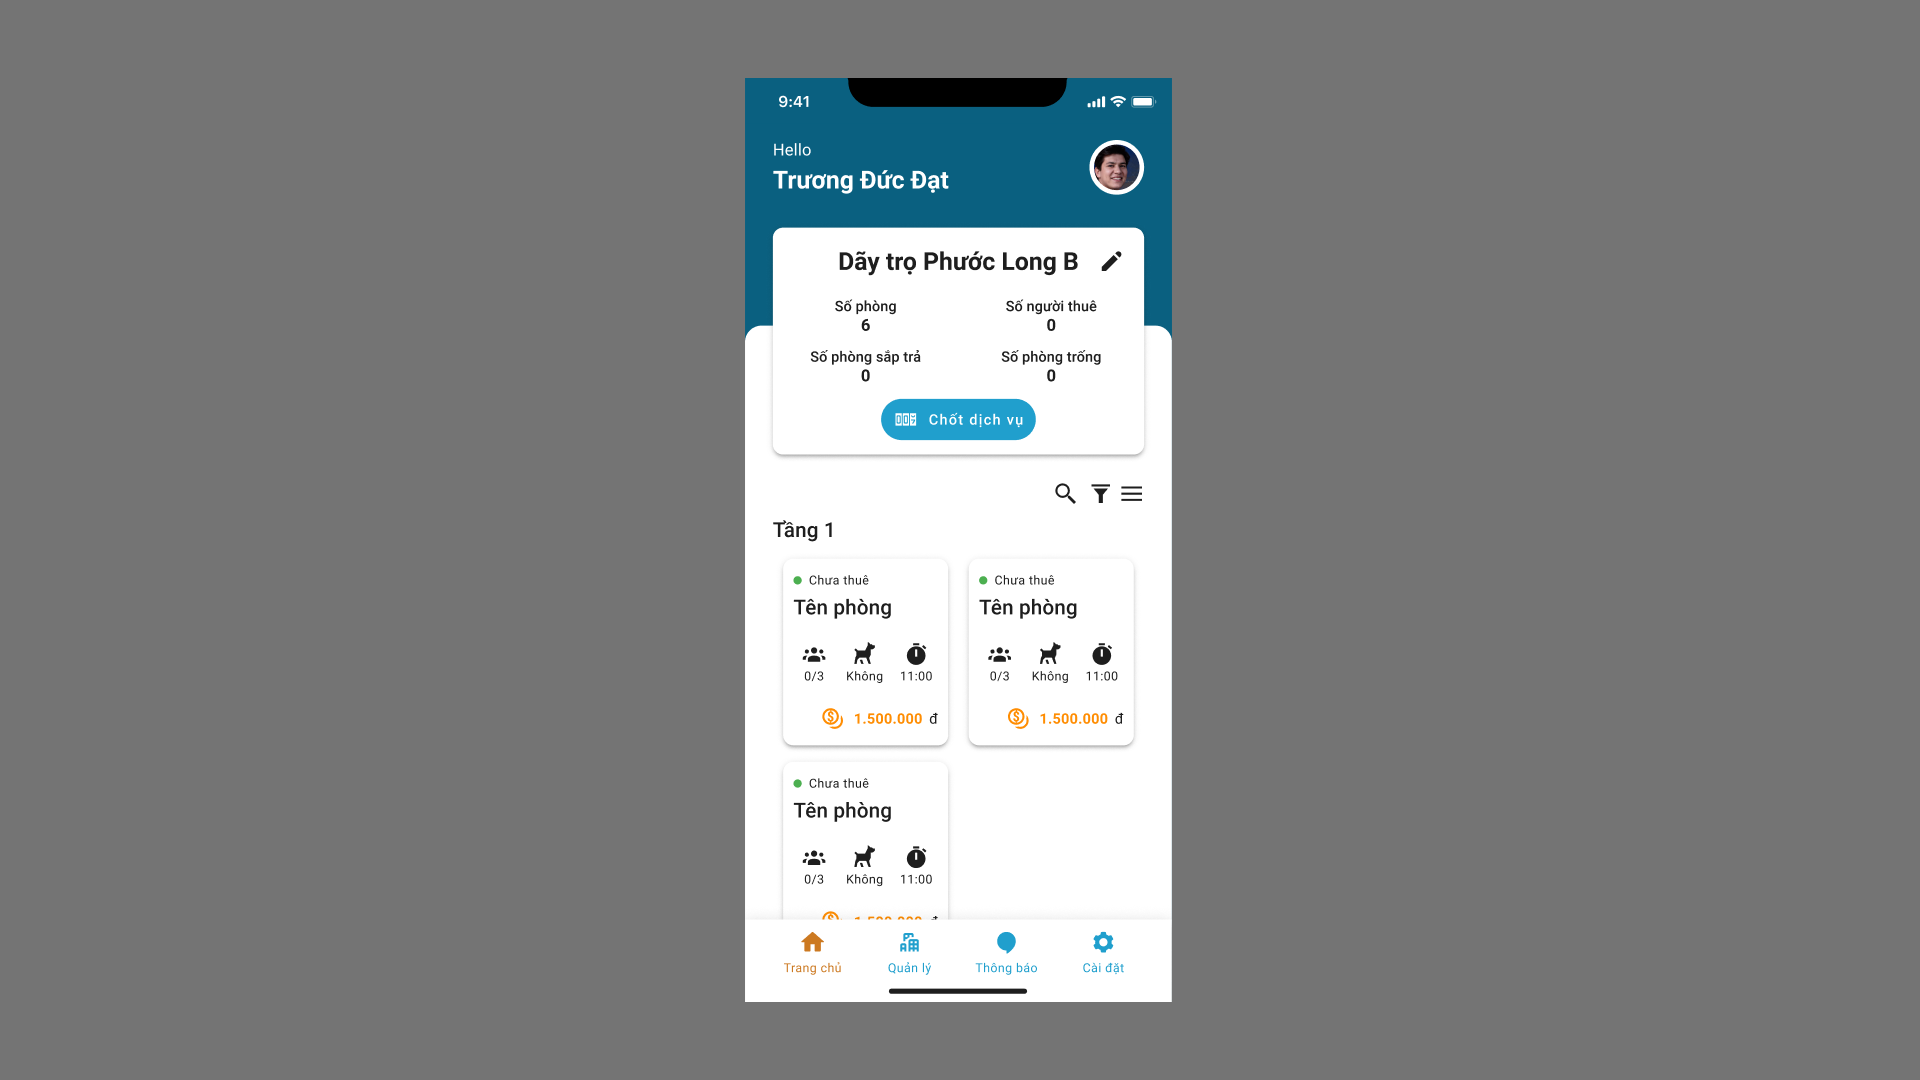 9:41
Hello
Trương Đức Đạt
Dãy trọ Phước Long B
Số phòng
6
Số người thuê
0
Số phòng sắp trả
0
Số phòng trống
0
Chốt dịch vụ
Tầng 1
Chưa thuê
Tên phòng
0/3 Không 11:00
1.500.000 đ
Chưa thuê
Tên phòng
0/3 Không 11:00
1.500.000 đ
Chưa thuê
Tên phòng
0/3 Không 11:00
1.500.000 đ
Trang chủ Quản lý Thông báo Cài đặt